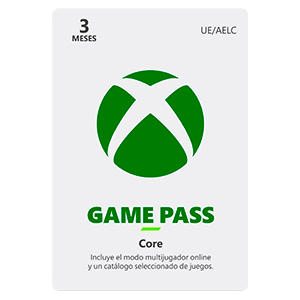 3
MESES
UE/AELC
GAME PASS
Core
Incluye el modo multijugador online
y un catálogo seleccionado de juegos.